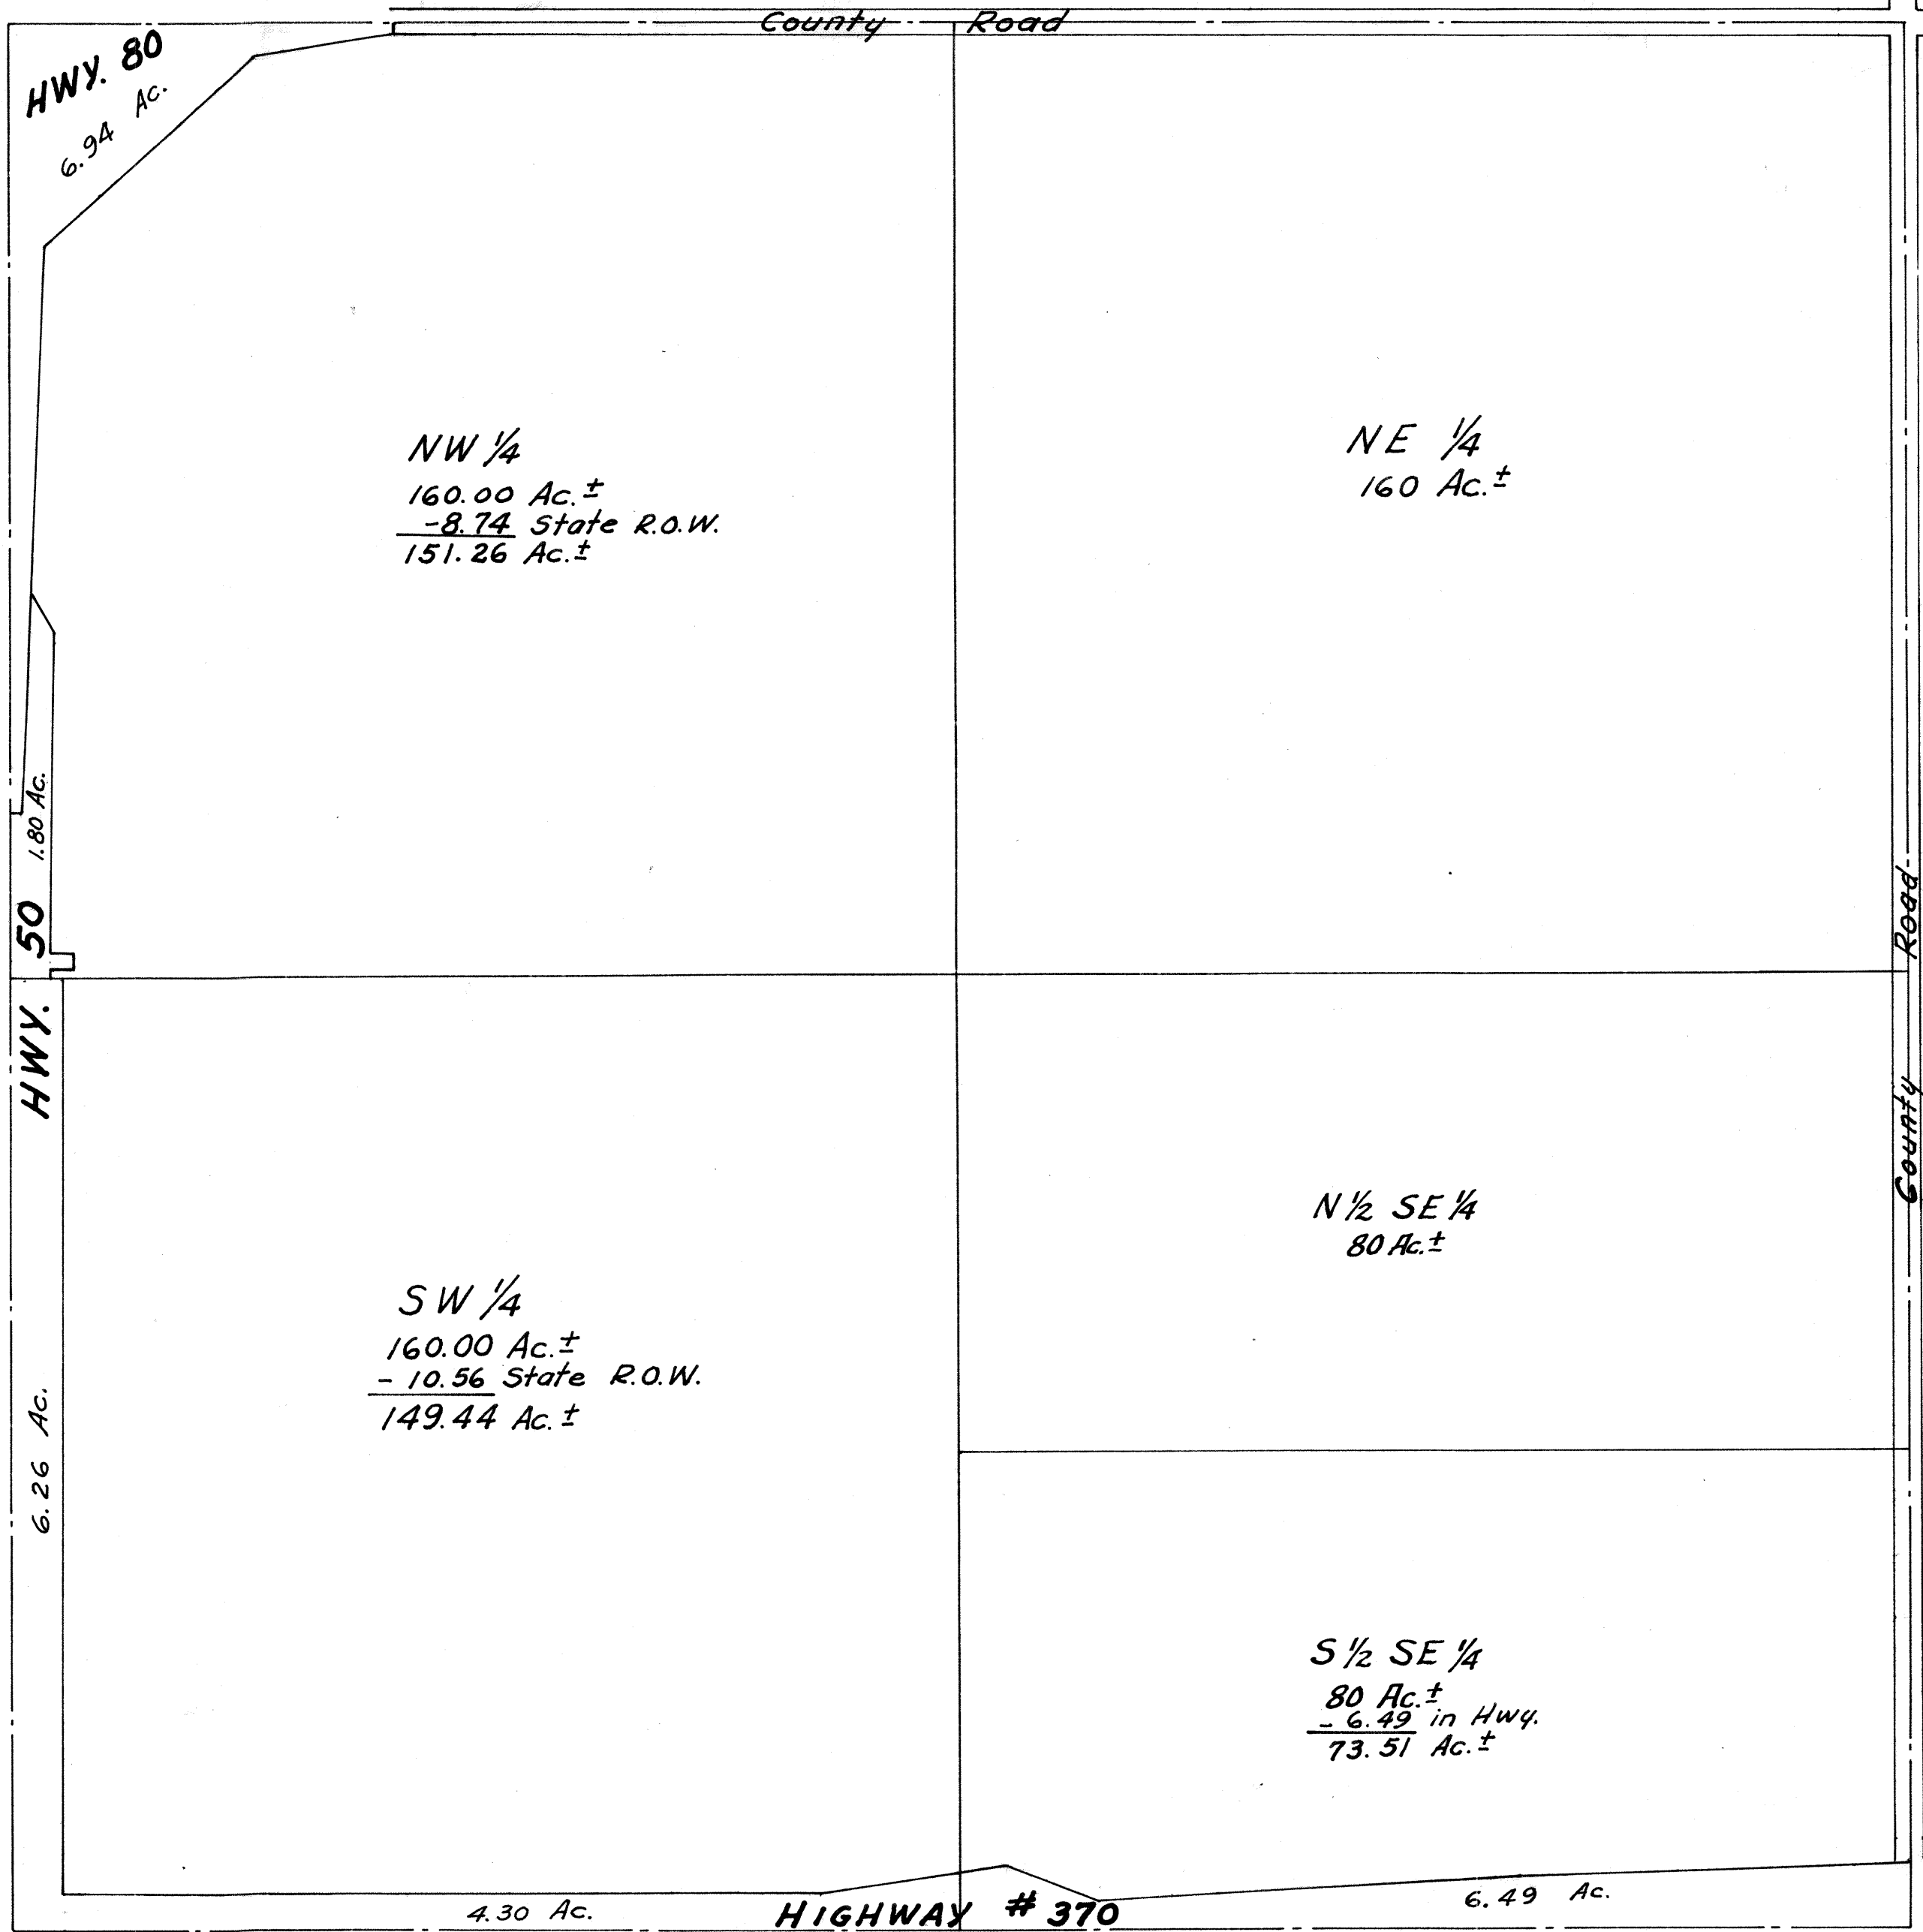 County Road
HWY. 80
6.94 Ac.
NW 1/4
160.00 Ac. ±
-8.74 State R.O.W.
151.26 Ac. ±
NE 1/4
160 Ac. ±
1.80 Ac.
HWY. 50
County Road
N 1/2 SE 1/4
80 Ac. ±
SW 1/4
160.00 Ac. ±
- 10.56 State R.O.W.
149.44 Ac. ±
6.26 Ac.
S 1/2 SE 1/4
80 Ac. ±
- 6.49 in Hwy.
73.51 Ac. ±
4.30 Ac.
HIGHWAY # 370
6.49 Ac.